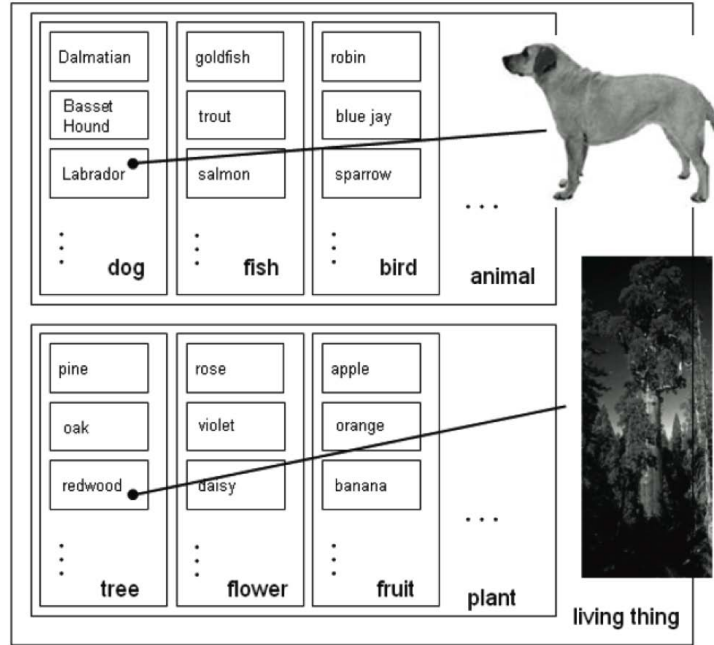 Dalmatian
goldfish
robin
Basset
Hound
trout
blue jay
Labrador
salmon
sparrow
...
dog
fish
bird
animal
pine
rose
apple
oak
violet
orange
redwood
daisy
banana
...
tree
flower
fruit
plant
living thing